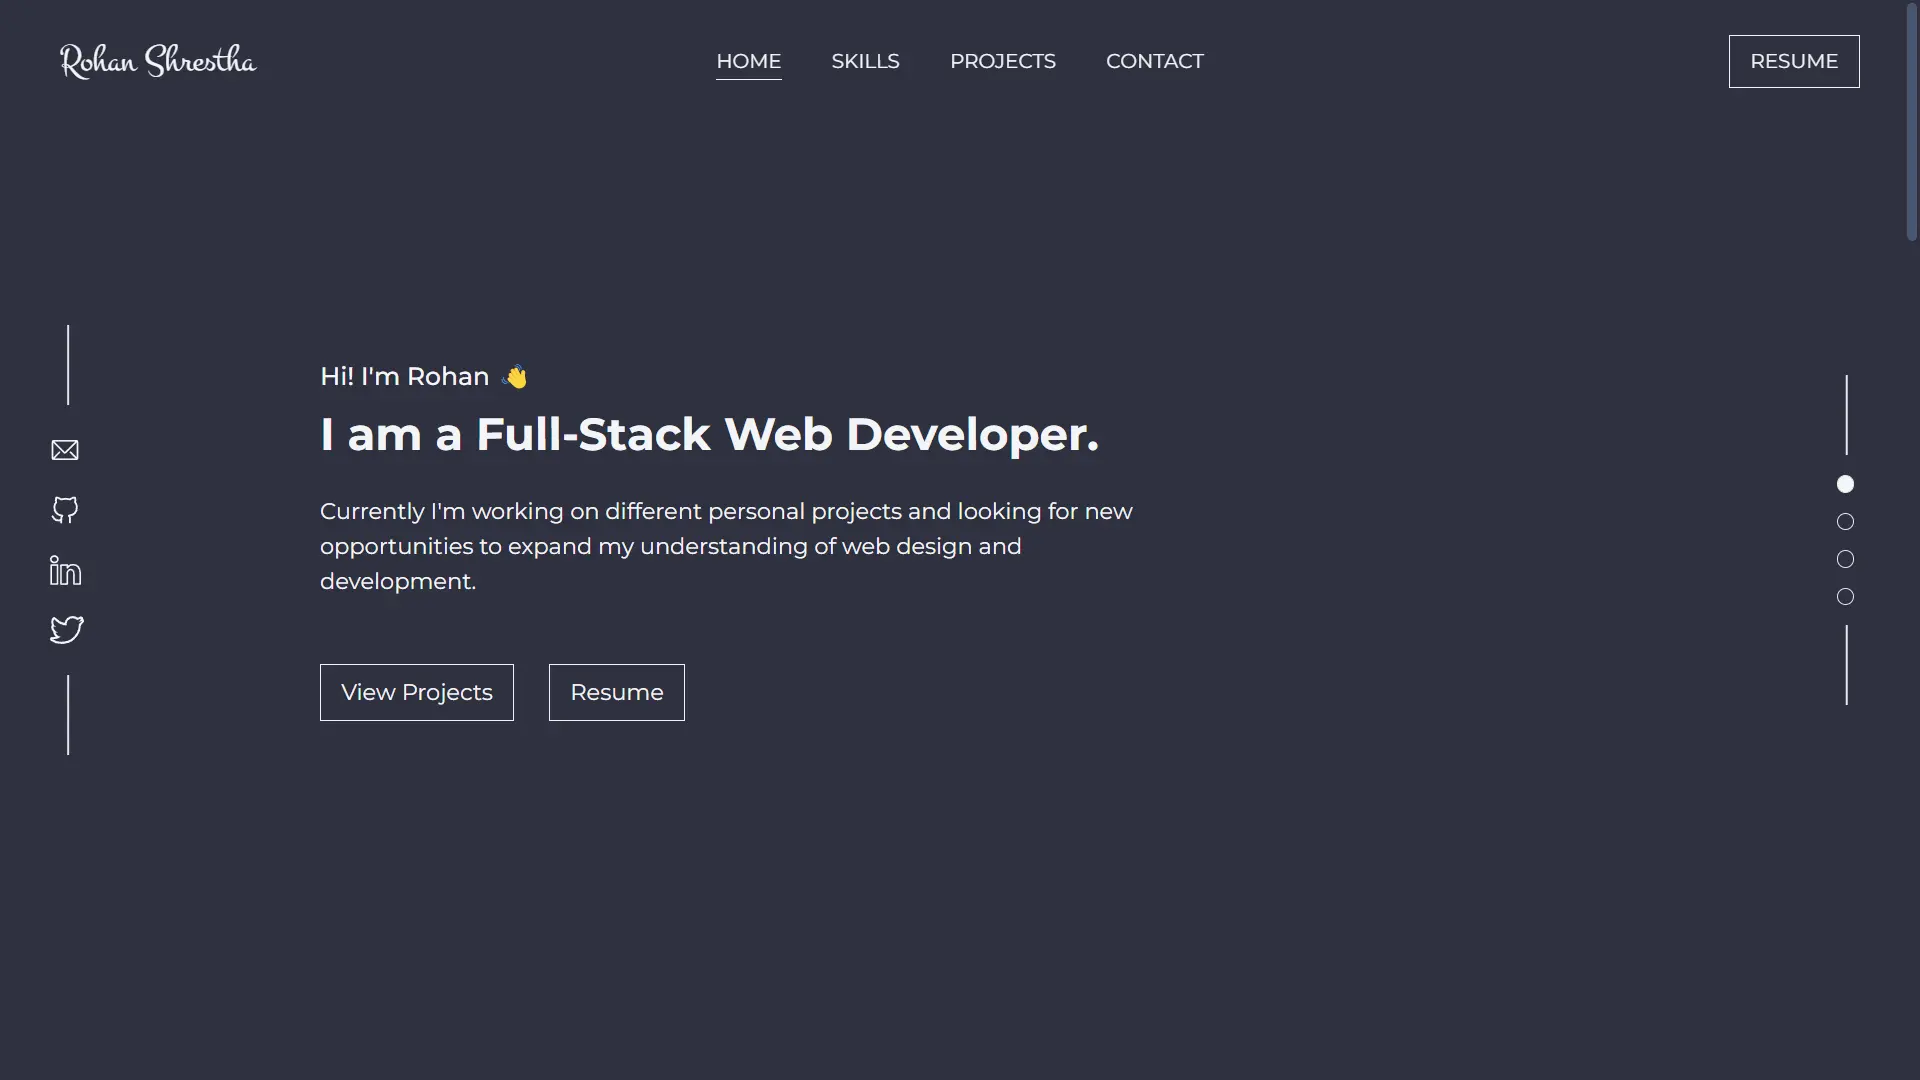 Rohan Shrestha
HOME SKILLS PROJECTS CONTACT
RESUME
Hi! I'm Rohan 👋
I am a Full-Stack Web Developer.
Currently I'm working on different personal projects and looking for new
opportunities to expand my understanding of web design and
development.
View Projects Resume